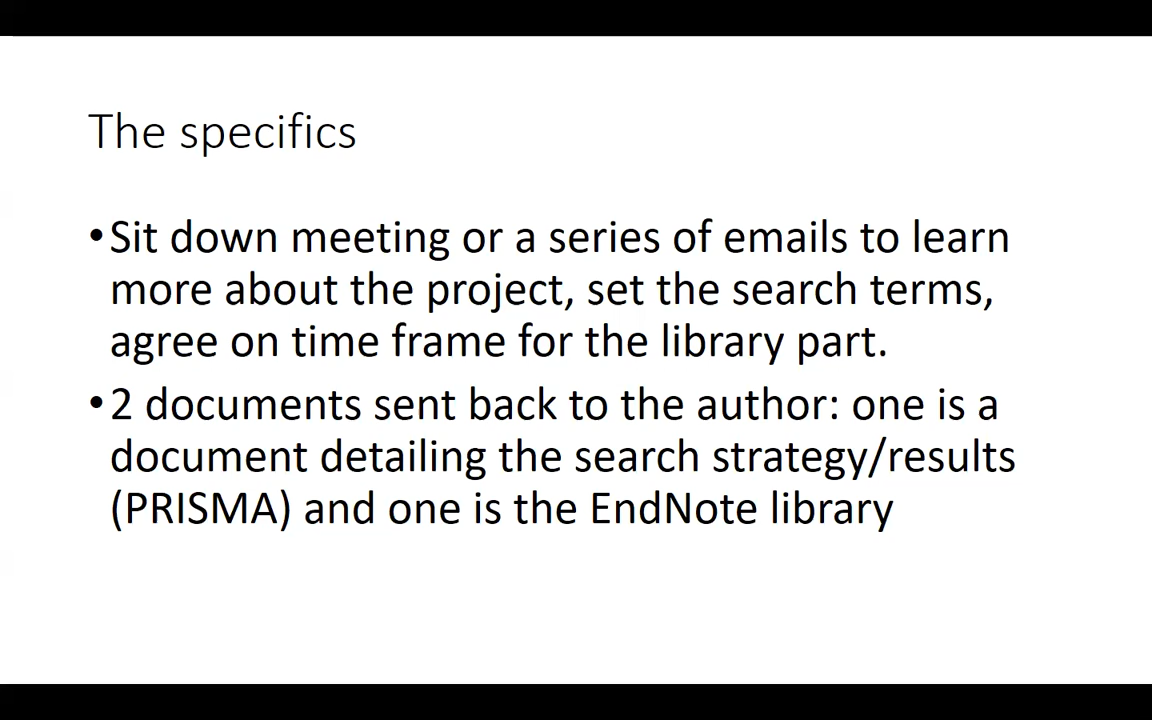 The specifics
•Sit down meeting or a series of emails to learn
more about the project, set the search terms,
agree on time frame for the library part.
•2 documents sent back to the author: one is a
document detailing the search strategy/results
(PRISMA) and one is the EndNote library